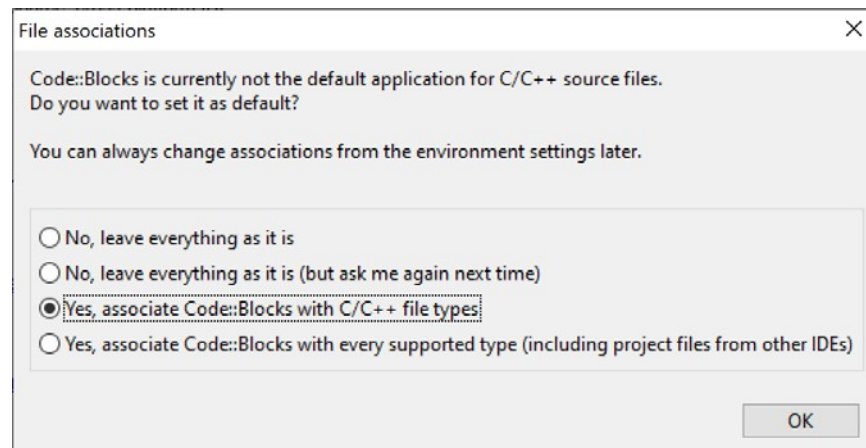 File associations
Code::Blocks is currently not the default application for C/C++ source files.
Do you want to set it as default?
You can always change associations from the environment settings later.
No, leave everything as it is
No, leave everything as it is (but ask me again next time)
Yes, associate Code::Blocks with C/C++ file types
Yes, associate Code::Blocks with every supported type (including project files from other IDEs)
OK